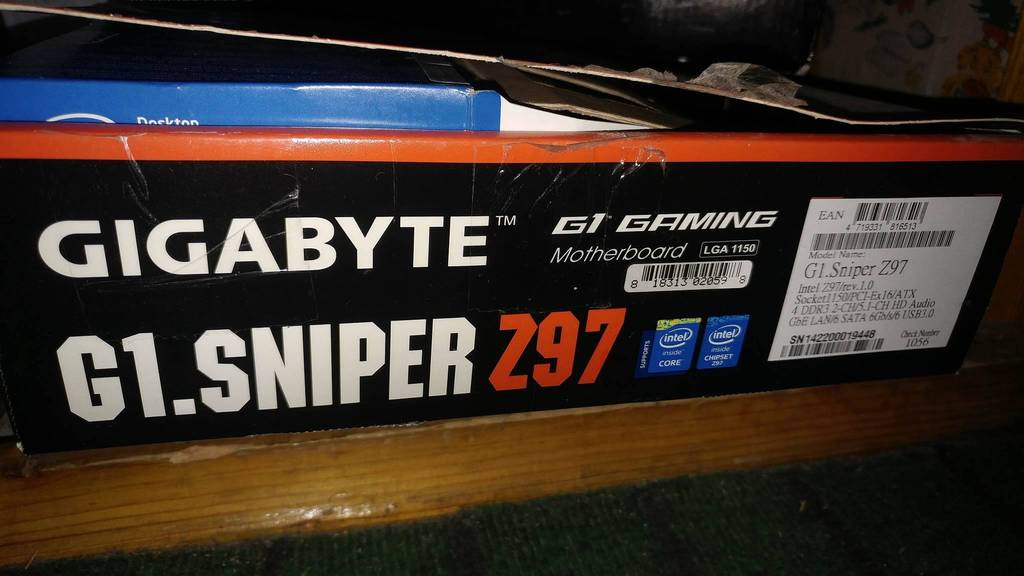 Desktop
GIGABYTE™
G1™ GAMING
Motherboard LGA 1150
8 18313 02059 8
G1.SNIPER Z97
SUPPORTS
intel
inside
CORE™
intel
inside
CHIPSET
Z97
EAN
4 719331 816513
Model Name:
G1.Sniper Z97
Intel Z97/rev.1.0
Socket1150/PCI-Ex16/ATX
4 DDR3 2-CH/5.1-CH HD Audio
GbE LAN/6 SATA 6Gb/s/6 USB3.0
SN142200019448
Check Number
1056